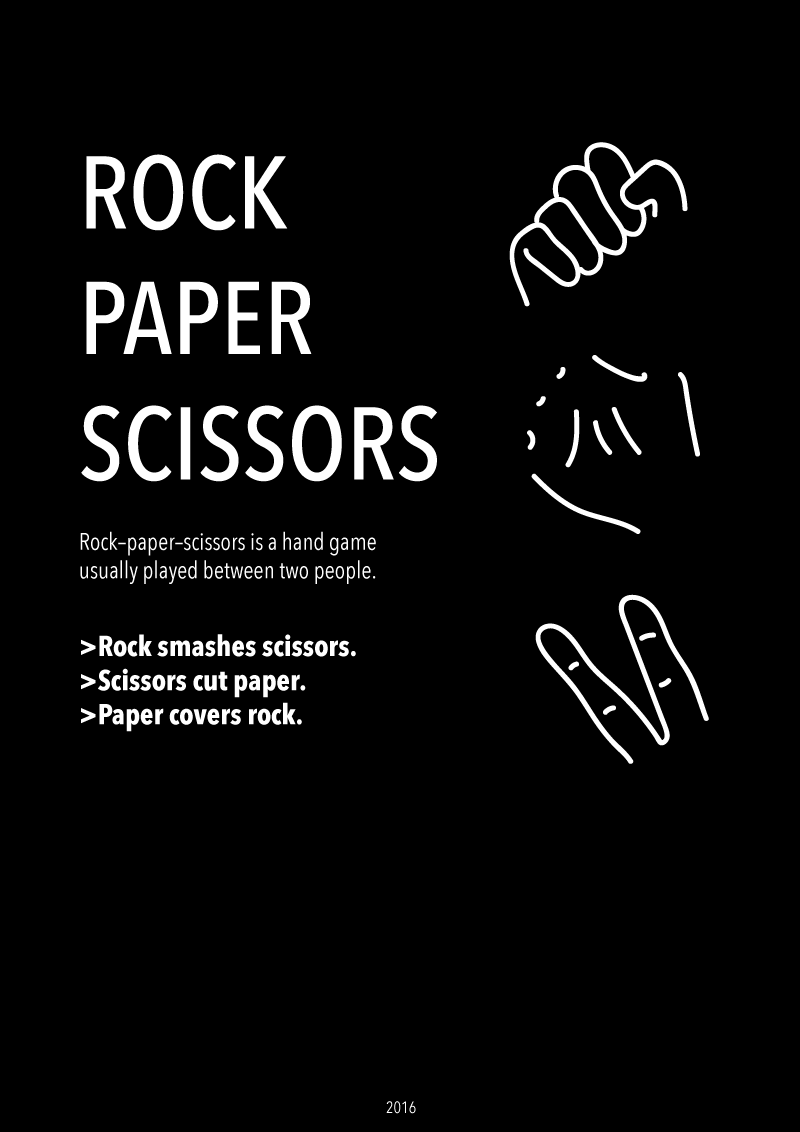 ROCK
PAPER
SCISSORS
Rock–paper–scissors is a hand game
usually played between two people.
>Rock smashes scissors.
>Scissors cut paper.
>Paper covers rock.
2016